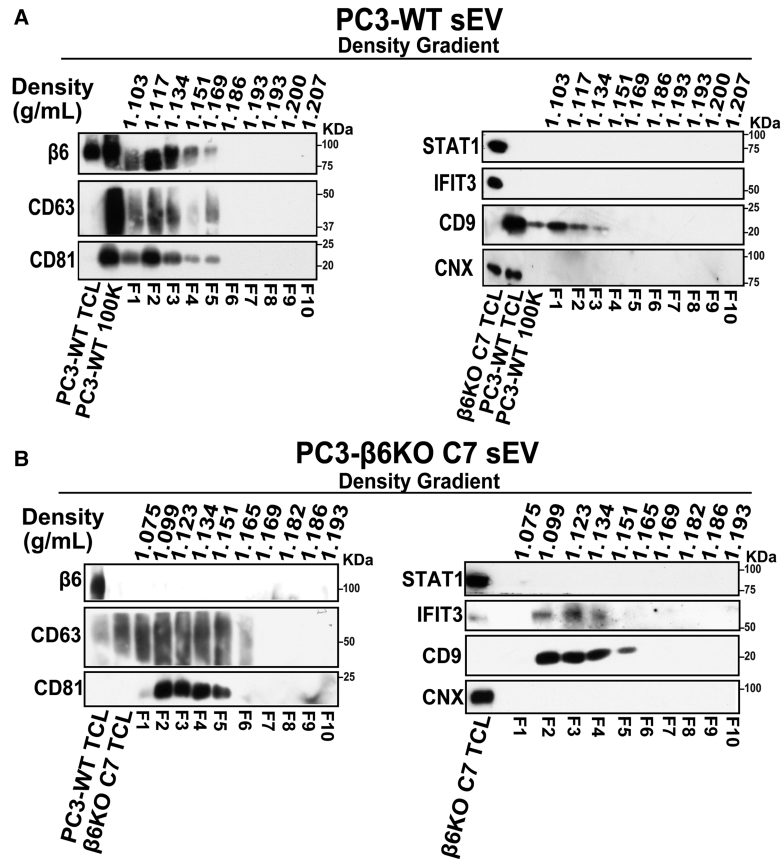 A
PC3-WT sEV
Density Gradient
Density
(g/mL)
1.103
1.117
1.134
1.151
1.169
1.186
1.193
1.193
1.200
1.207
KDa
β6
100
75
CD63
50
37
CD81
25
20
PC3-WT TCL
PC3-WT 100K
F1
F2
F3
F4
F5
F6
F7
F8
F9
F10
1.103
1.117
1.134
1.151
1.169
1.186
1.193
1.193
1.200
1.207
KDa
STAT1
100
75
IFIT3
50
CD9
25
20
CNX
100
75
β6KO C7 TCL
PC3-WT TCL
PC3-WT 100K
F1
F2
F3
F4
F5
F6
F7
F8
F9
F10
B
PC3-β6KO C7 sEV
Density Gradient
Density
(g/mL)
1.075
1.099
1.123
1.134
1.151
1.165
1.169
1.182
1.186
1.193
KDa
β6
100
CD63
50
CD81
25
PC3-WT TCL
β6KO C7 TCL
F1
F2
F3
F4
F5
F6
F7
F8
F9
F10
1.075
1.099
1.123
1.134
1.151
1.165
1.169
1.182
1.186
1.193
KDa
STAT1
100
75
IFIT3
50
CD9
20
CNX
100
β6KO C7 TCL
F1
F2
F3
F4
F5
F6
F7
F8
F9
F10